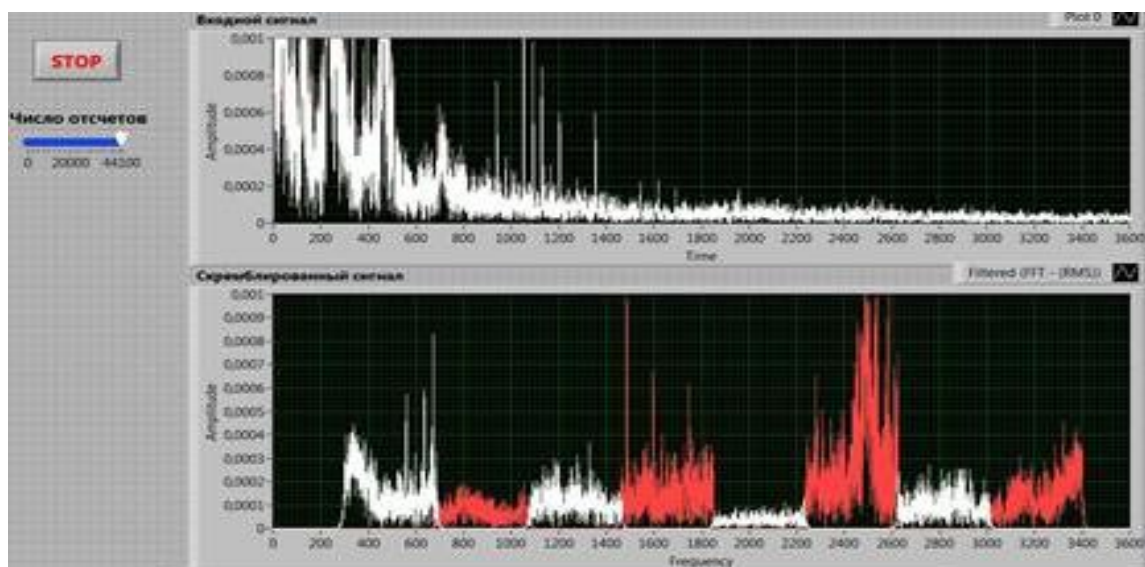 Входной сигнал
Plot 0
STOP
Число отсчетов
0 20000 44100
Amplitude
0,001
0,0008
0,0006
0,0004
0,0002
0
0 200 400 600 800 1000 1200 1400 1600 1800 2000 2200 2400 2600 2800 3000 3200 3400 3600
Time
Скремблированный сигнал
Filtered (FFT - (RMS))
Amplitude
0,001
0,0009
0,0008
0,0007
0,0006
0,0005
0,0004
0,0003
0,0002
0,0001
0
0 200 400 600 800 1000 1200 1400 1600 1800 2000 2200 2400 2600 2800 3000 3200 3400 3600
Frequency